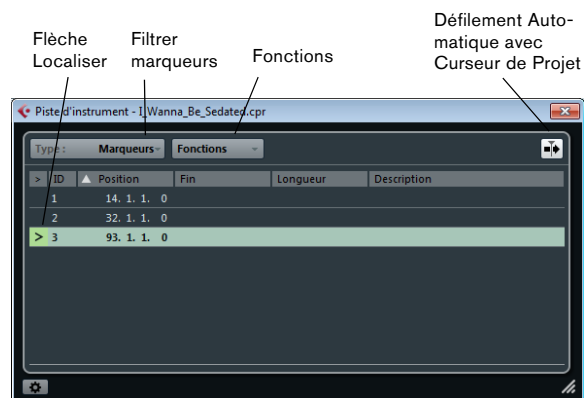 Flèche
Localiser
Filtrer
marqueurs
Fonctions
Défilement Auto-
matique avec
Curseur de Projet
Piste d'instrument - I_Wanna_Be_Sedated.cpr
Type : Marqueurs Fonctions
> ID Position Fin Longueur Description
1 14. 1. 1. 0
2 32. 1. 1. 0
> 3 93. 1. 1. 0